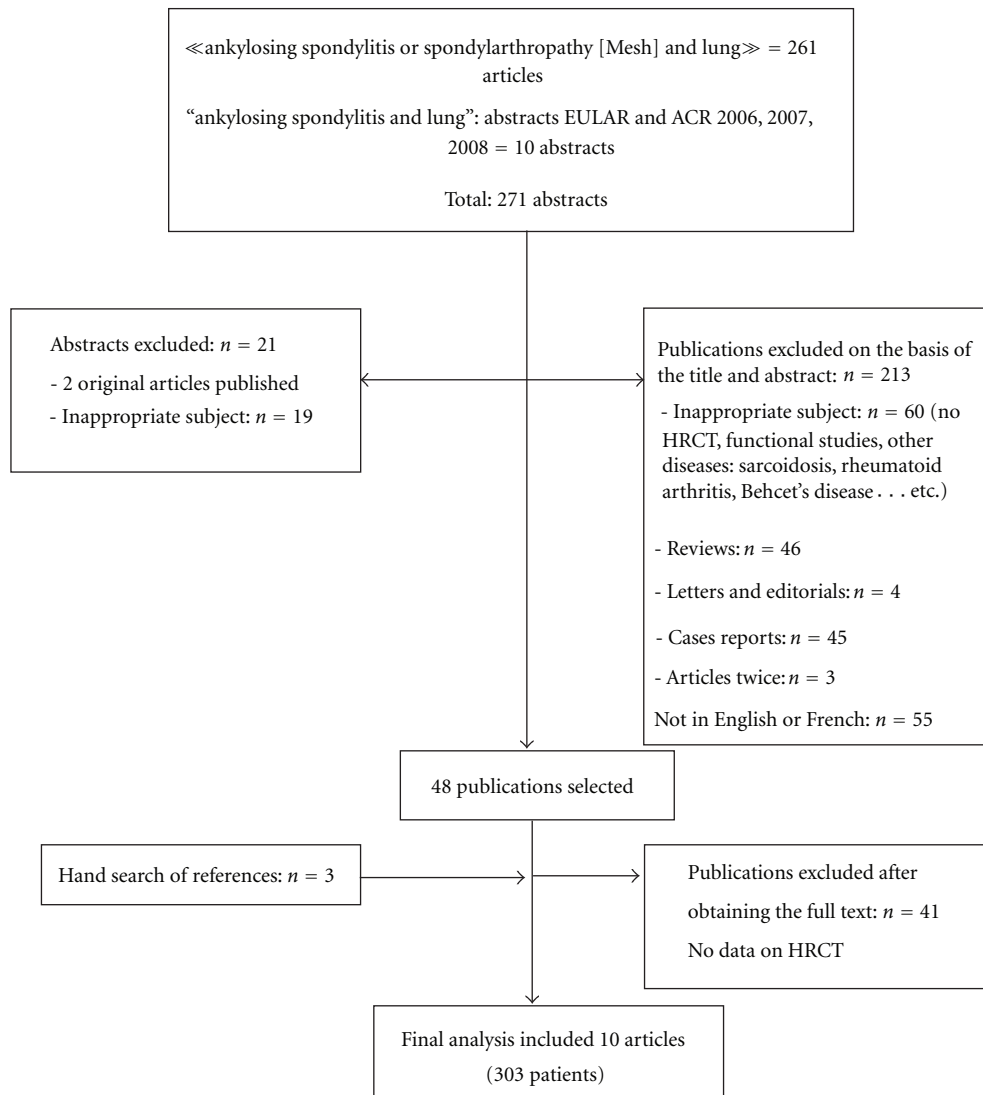 ≪ankylosing spondylitis or spondylarthropathy [Mesh] and lung≫ = 261
articles
“ankylosing spondylitis and lung”: abstracts EULAR and ACR 2006, 2007,
2008 = 10 abstracts
Total: 271 abstracts
Abstracts excluded: n = 21
- 2 original articles published
- Inappropriate subject: n = 19
Publications excluded on the basis of
the title and abstract: n = 213
- Inappropriate subject: n = 60 (no
HRCT, functional studies, other
diseases: sarcoidosis, rheumatoid
arthritis, Behcet’s disease . . . etc.)
- Reviews: n = 46
- Letters and editorials: n = 4
- Cases reports: n = 45
- Articles twice: n = 3
Not in English or French: n = 55
48 publications selected
Hand search of references: n = 3
Publications excluded after
obtaining the full text: n = 41
No data on HRCT
Final analysis included 10 articles
(303 patients)